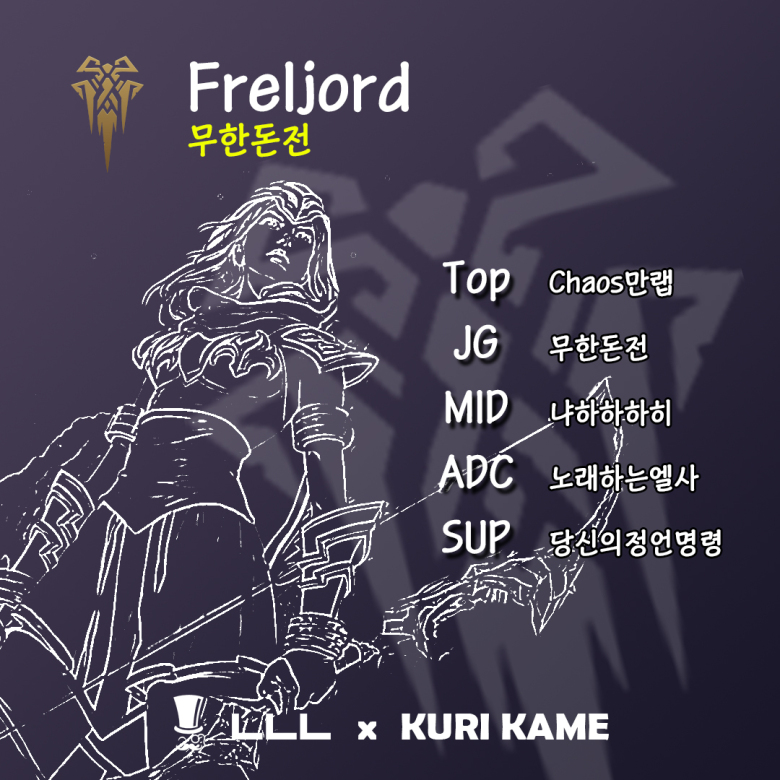 Freljord
무한돈전
Top Chaos만랩
JG 무한돈전
MID 냐하하하히
ADC 노래하는엘사
SUP 당신의정언명령
LLL x KURI KAME